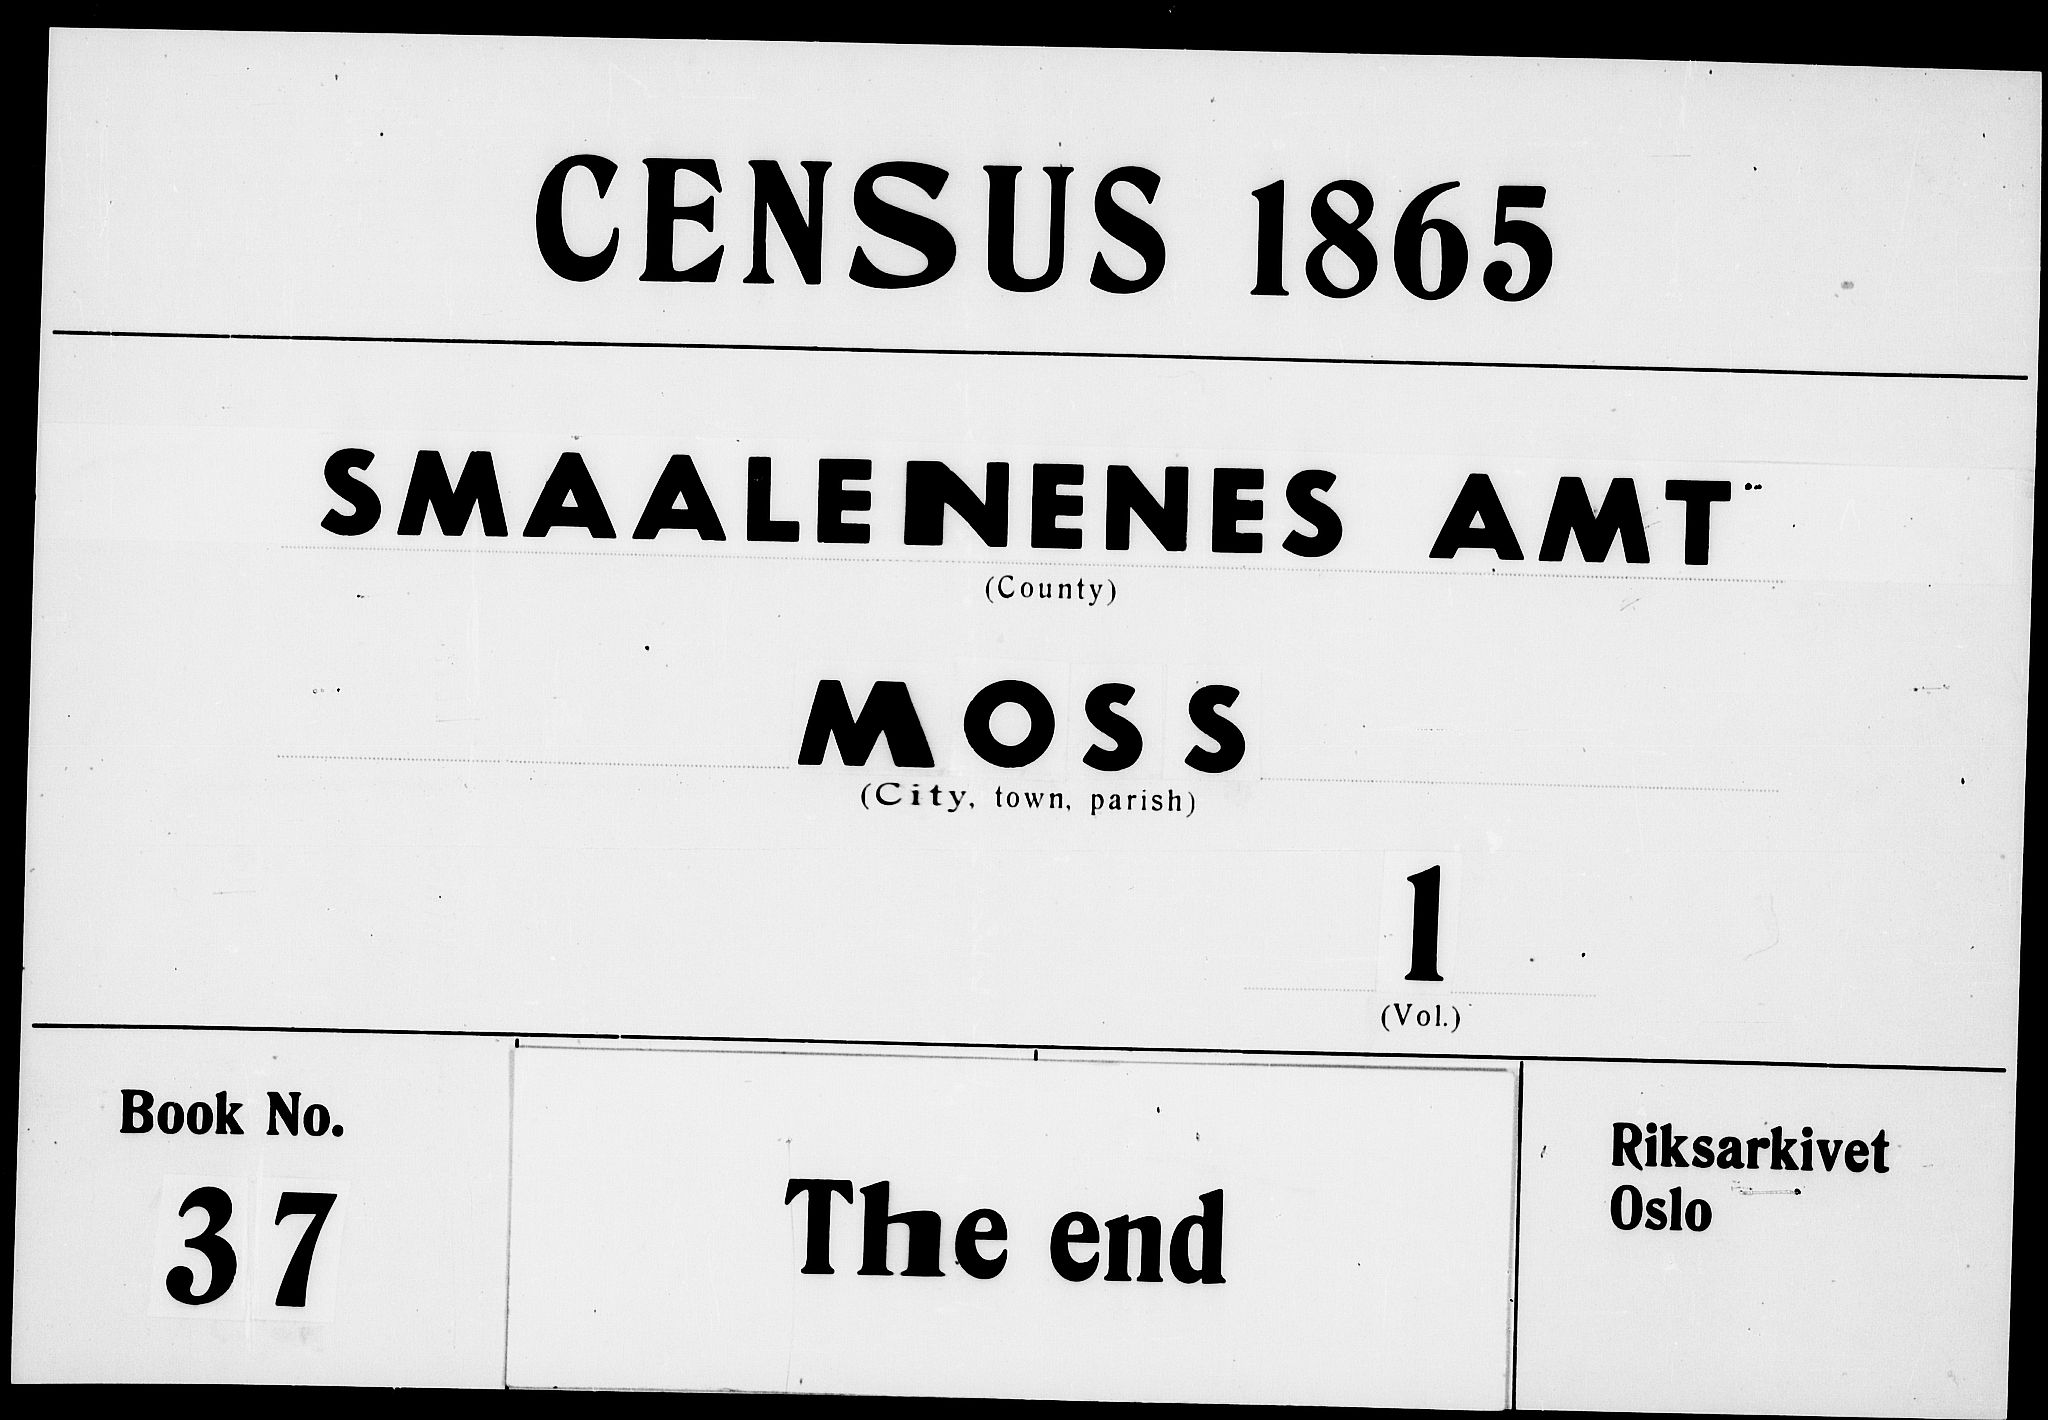 CENSUS 1865
SMAALENENES AMT
(County)
MOSS
(City, town, parish)
1
(Vol.)
Book No.
37
The end
Riksarkivet
Oslo